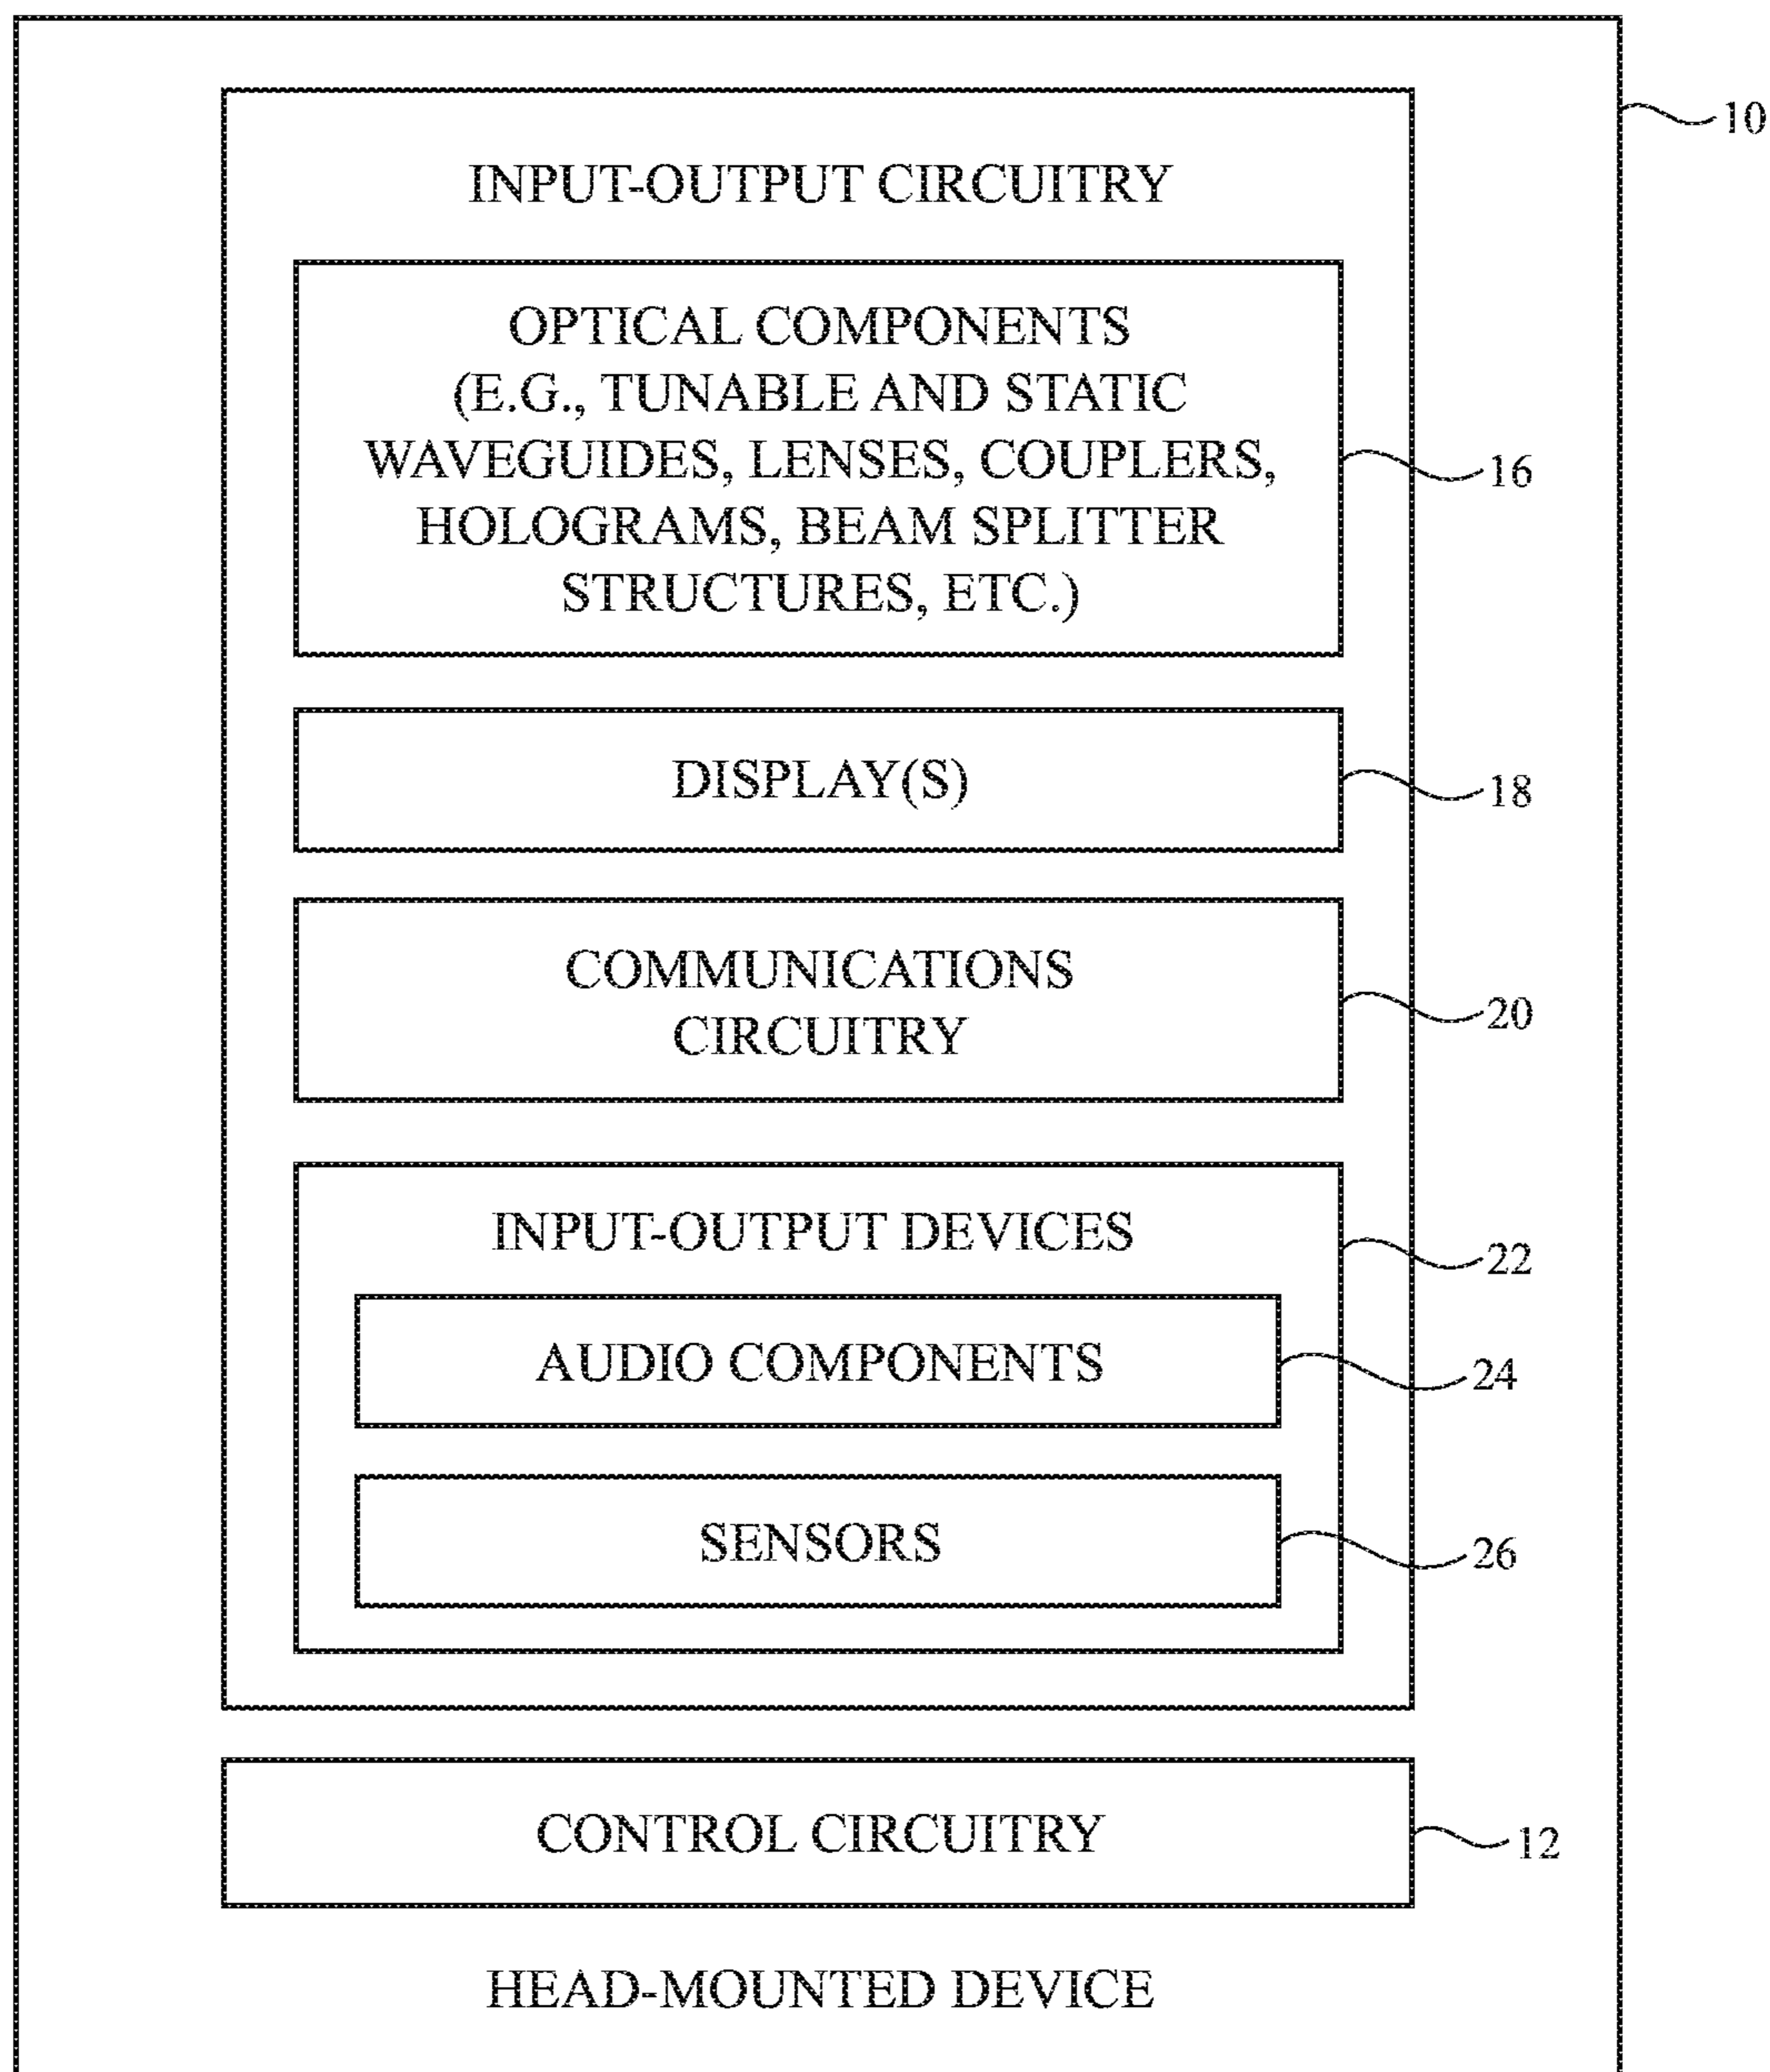 10
INPUT-OUTPUT CIRCUITRY
OPTICAL COMPONENTS
(E.G., TUNABLE AND STATIC
WAVEGUIDES, LENSES, COUPLERS,
HOLOGRAMS, BEAM SPLITTER
STRUCTURES, ETC.)
16
DISPLAY(S)
18
COMMUNICATIONS
CIRCUITRY
20
INPUT-OUTPUT DEVICES
22
AUDIO COMPONENTS
24
SENSORS
26
CONTROL CIRCUITRY
12
HEAD-MOUNTED DEVICE